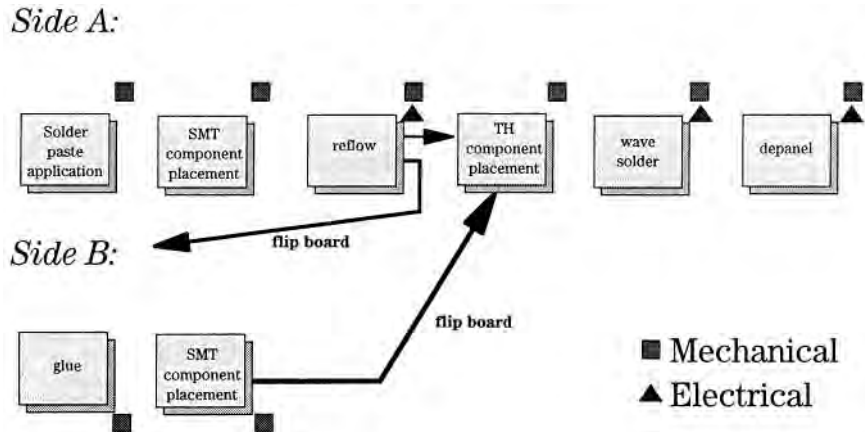 Side A:
Solder
paste
application
SMT
component
placement
reflow
TH
component
placement
wave
solder
depanel
flip board
Side B:
flip board
glue
SMT
component
placement
Mechanical
Electrical